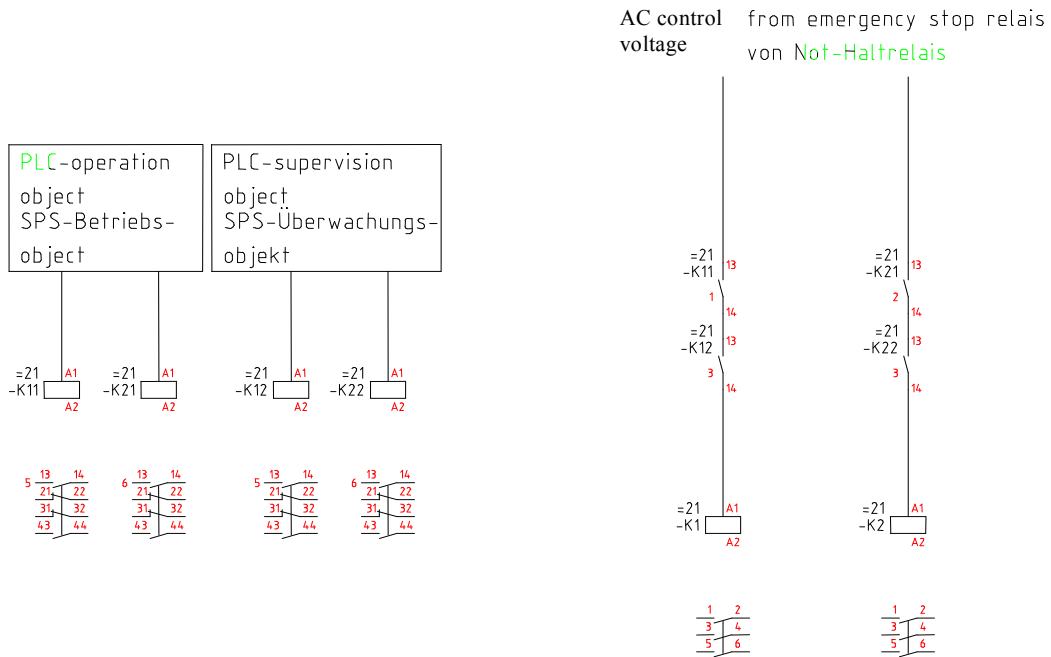 AC control
voltage
from emergency stop relais
von Not-Haltrelais
PLC-operation
object
SPS-Betriebs-
object
PLC-supervision
object
SPS-Überwachungs-
objekt
=21
-K11
13
1
14
=21
-K21
13
2
14
=21
-K12
13
3
14
=21
-K22
13
3
14
=21
-K11
A1
A2
=21
-K21
A1
A2
=21
-K12
A1
A2
=21
-K22
A1
A2
5 13 14
21 22
31 32
43 44
6 13 14
21 22
31 32
43 44
5 13 14
21 22
31 32
43 44
6 13 14
21 22
31 32
43 44
=21
-K1
A1
A2
=21
-K2
A1
A2
1 2
3 4
5 6
1 2
3 4
5 6